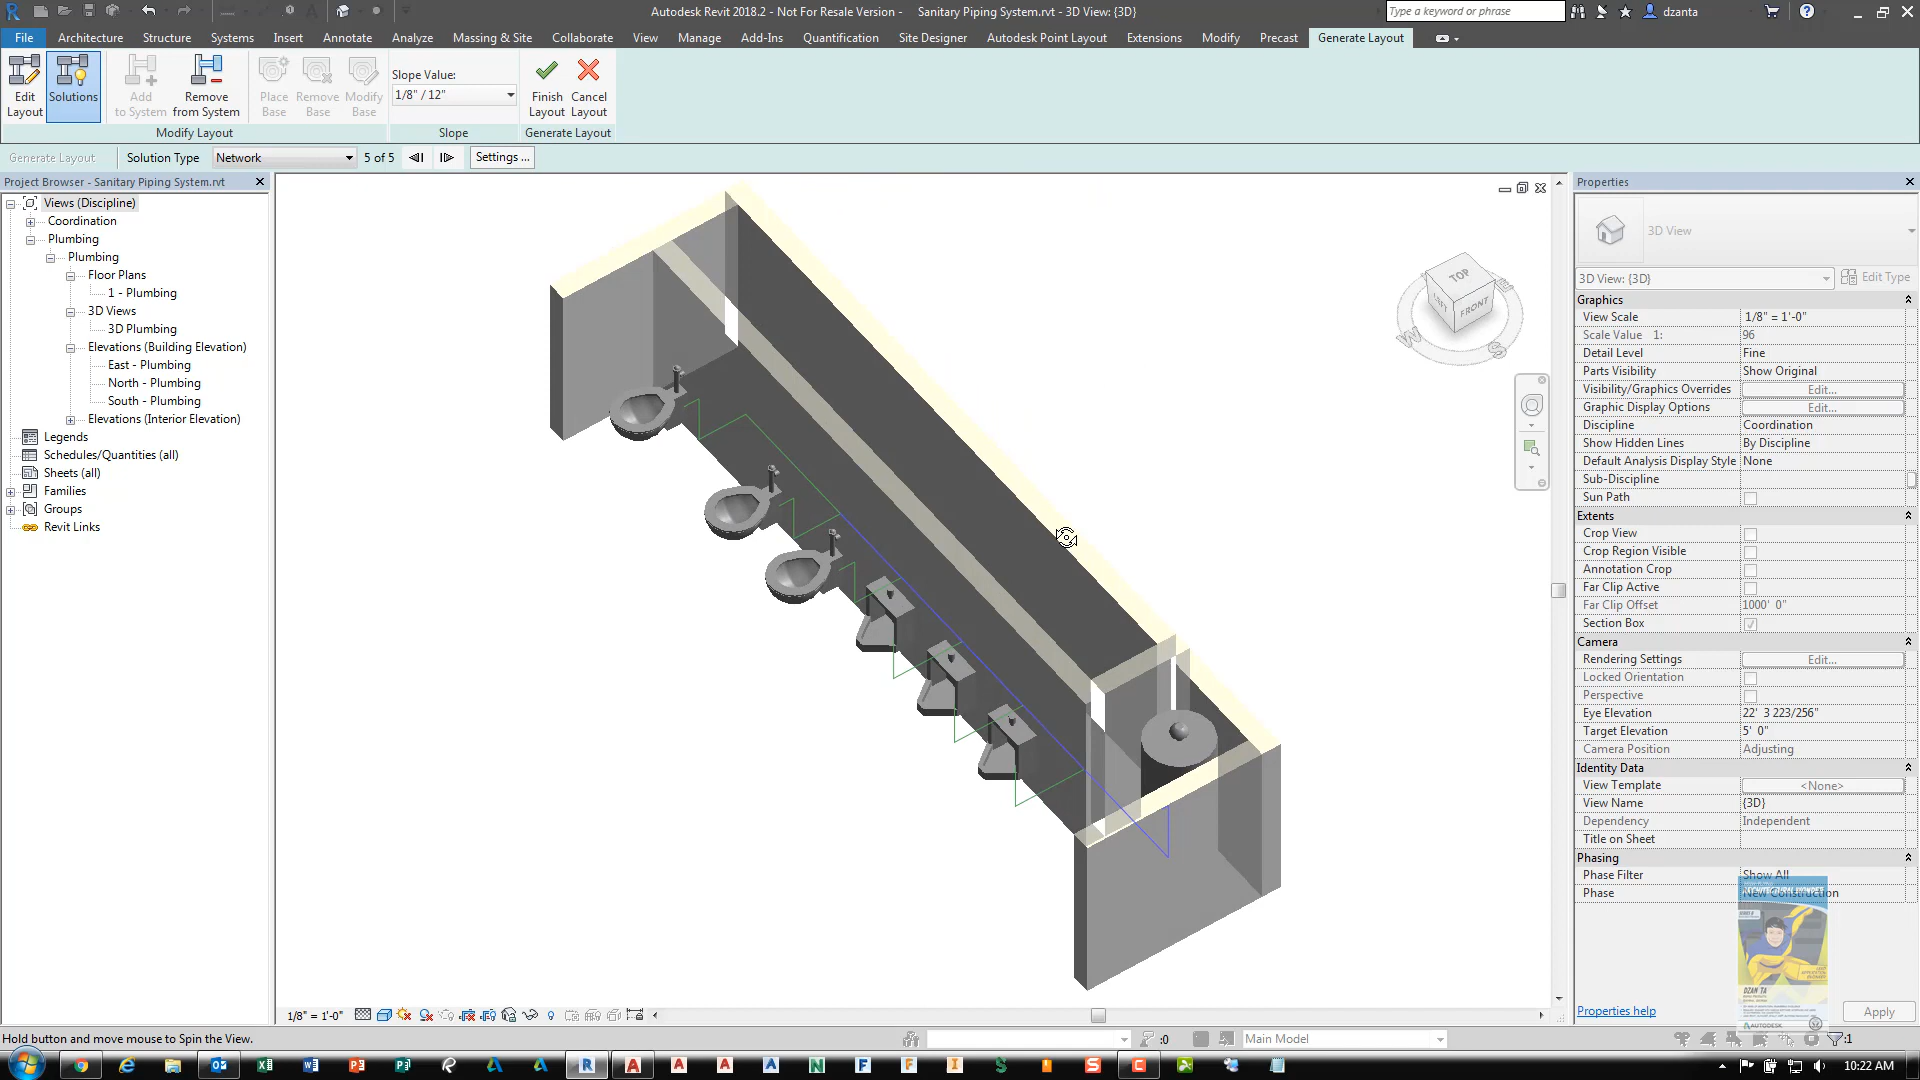 Autodesk Revit 2018.2 - Not For Resale Version - Sanitary Piping System.rvt - 3D View: {3D}
Type a keyword or phrase
dzanta
File Architecture Structure Systems Insert Annotate Analyze Massing & Site Collaborate View Manage Add-Ins Quantification Site Designer Autodesk Point Layout Extensions Modify Precast Generate Layout
Edit Layout
Solutions
Add to System
Remove from System
Place Base
Remove Base
Modify Base
Slope Value:
1/8" / 12"
Finish Layout
Cancel Layout
Modify Layout
Slope
Generate Layout
Generate Layout
Solution Type
Network
5 of 5
Settings ...
Project Browser - Sanitary Piping System.rvt
Views (Discipline)
Coordination
Plumbing
Plumbing
Floor Plans
1 - Plumbing
3D Views
3D Plumbing
Elevations (Building Elevation)
East - Plumbing
North - Plumbing
South - Plumbing
Elevations (Interior Elevation)
Legends
Schedules/Quantities (all)
Sheets (all)
Families
Groups
Revit Links
TOP
LEFT
FRONT
W
S
E
Properties
3D View
3D View: {3D}
Edit Type
Graphics
View Scale 1/8" = 1'-0"
Scale Value 1: 96
Detail Level Fine
Parts Visibility Show Original
Visibility/Graphics Overrides Edit...
Graphic Display Options Edit...
Discipline Coordination
Show Hidden Lines By Discipline
Default Analysis Display Style None
Sub-Discipline
Sun Path
Extents
Crop View
Crop Region Visible
Annotation Crop
Far Clip Active
Far Clip Offset 1000' 0"
Section Box
Camera
Rendering Settings Edit...
Locked Orientation
Perspective
Eye Elevation 22' 3 223/256"
Target Elevation 5' 0"
Camera Position Adjusting
Identity Data
View Template <None>
View Name {3D}
Dependency Independent
Title on Sheet
Phasing
Phase Filter Show All
Phase New Construction
DZAN TA
AUTODESK
Properties help
Apply
1/8" = 1'-0"
Hold button and move mouse to Spin the View.
:0
Main Model
:1
10:22 AM